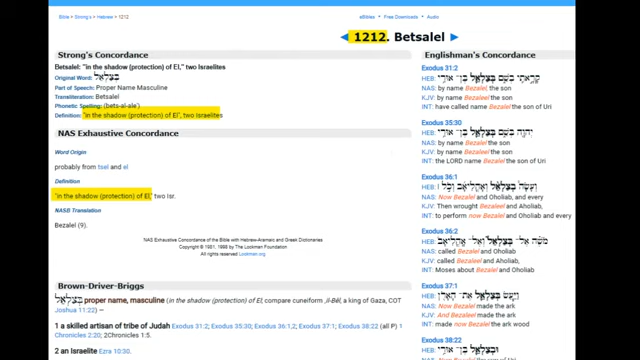 Bible > Strong's > Hebrew > 1212
eBibles • Free Downloads • Audio
◄ 1212. Betsalel ►
Strong's Concordance
Betsalel: "in the shadow (protection) of El," two Israelites
Original Word: בְּצַלְאֵל
Part of Speech: Proper Name Masculine
Transliteration: Betsalel
Phonetic Spelling: (bets-al-ale')
Definition: "in the shadow (protection) of El", two Israelites
NAS Exhaustive Concordance
Word Origin
probably from tsel and el
Definition
"in the shadow (protection) of El," two Isr.
NASB Translation
Bezalel (9).
NAS Exhaustive Concordance of the Bible with Hebrew-Aramaic and Greek Dictionaries
Copyright © 1981, 1998 by The Lockman Foundation
All rights reserved Lockman.org
Brown-Driver-Briggs
בְּצַלְאֵל proper name, masculine (in the shadow (protection) of El; compare cuneiform
a king of Gaza, COT
Joshua 11:22) —
1 a skilled artisan of tribe of Judah Exodus 31:2; Exodus 35:30; Exodus 36:1,2; Exodus 37:1; Exodus 38:22 (all P) 1
Chronicles 2:20; 2Chronicles 1:5.
2 an Israelite Ezra 10:30.
Englishman's Concordance
Exodus 31:2
HEB: קָרָ֣אתִֽי בְשֵׁ֑ם בְּצַלְאֵ֛ל בֶּן־ אוּרִ֥י
NAS: by name Bezalel, the son
KJV: by name Bezaleel the son
INT: have called name Bezalel the son of Uri
Exodus 35:30
HEB: יְהוָ֖ה בְּשֵׁ֑ם בְּצַלְאֵ֛ל בֶּן־ אוּרִ֥י
NAS: by name Bezalel the son
KJV: by name Bezaleel the son
INT: the LORD name Bezalel the son of Uri
Exodus 36:1
HEB: וְעָשָׂה֩ בְצַלְאֵ֨ל וְאָהֳלִיאָ֜ב וְכֹ֣ל ׀
NAS: Now Bezalel and Oholiab, and every
KJV: Then wrought Bezaleel and Aholiab,
INT: to perform now Bezalel and Oholiab and every
Exodus 36:2
HEB: מֹשֶׁ֗ה אֶל־ בְּצַלְאֵל֮ וְאֶל־ אָֽהֳלִיאָב֒
NAS: called Bezalel and Oholiab
KJV: called Bezaleel and Aholiab,
INT: Moses about Bezalel and Oholiab
Exodus 37:1
HEB: וַיַּ֧עַשׂ בְּצַלְאֵ֛ל אֶת־ הָאָרֹ֖ן
NAS: Now Bezalel made the ark
KJV: And Bezaleel made the ark
INT: made now Bezalel the ark wood
Exodus 38:22
HEB: וּבְצַלְאֵ֛ל